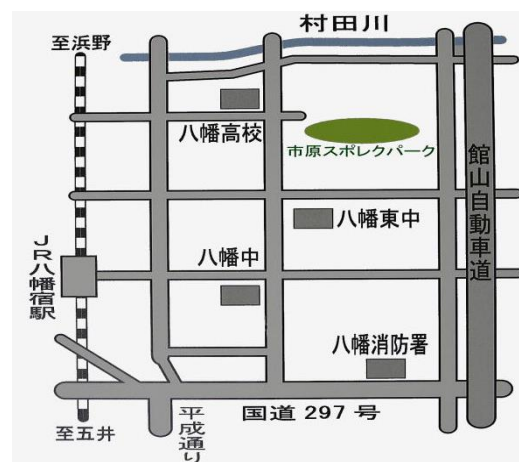 村田川
至浜野
八幡高校
市原スポレクパーク
館山自動車道
八幡東中
八幡中
JR八幡宿駅
八幡消防署
国道297号
平成通り
至五井